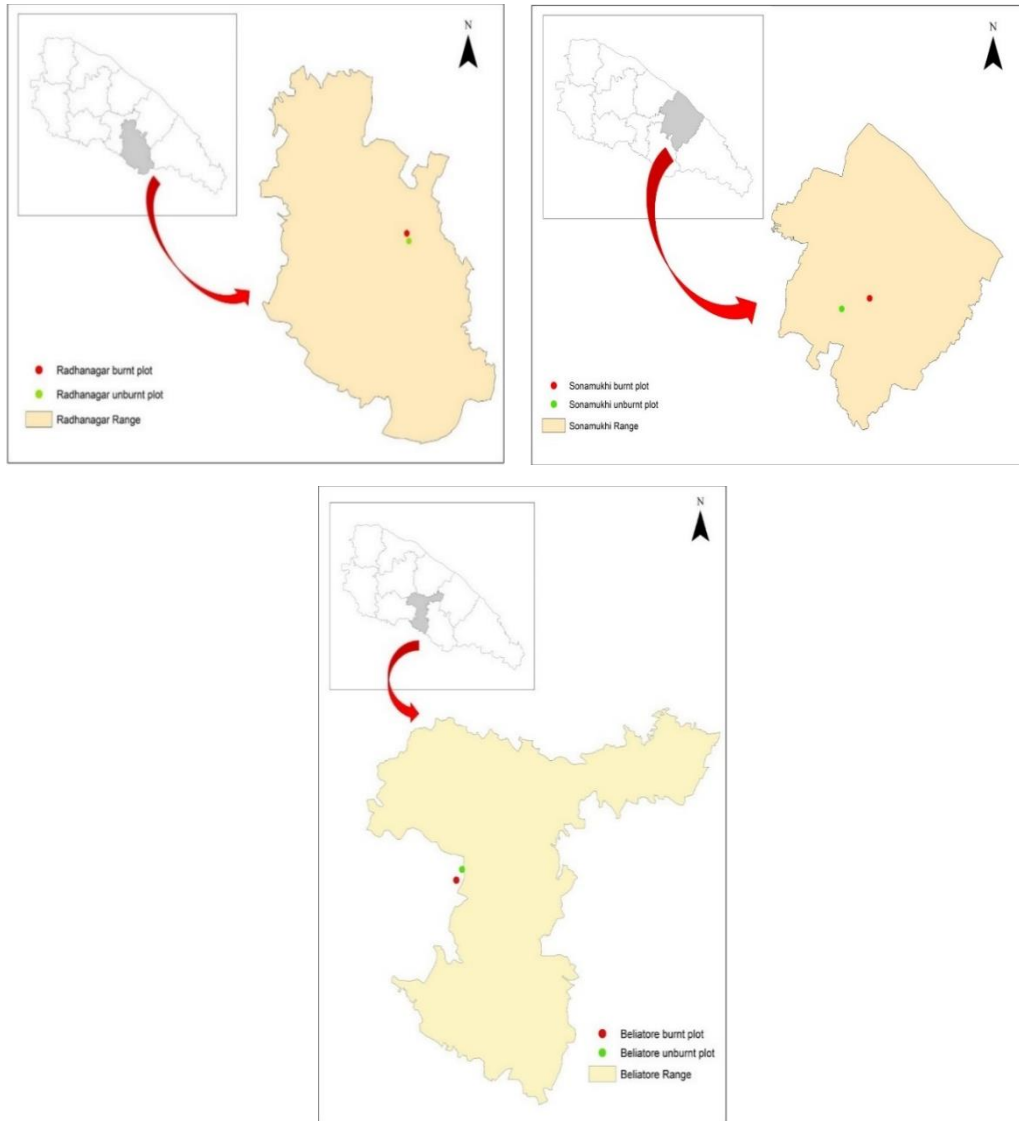 N
Radhanagar burnt plot
Radhanagar unburnt plot
Radhanagar Range
N
Sonamukhi burnt plot
Sonamukhi unburnt plot
Sonamukhi Range
N
Beliatore burnt plot
Beliatore unburnt plot
Beliatore Range